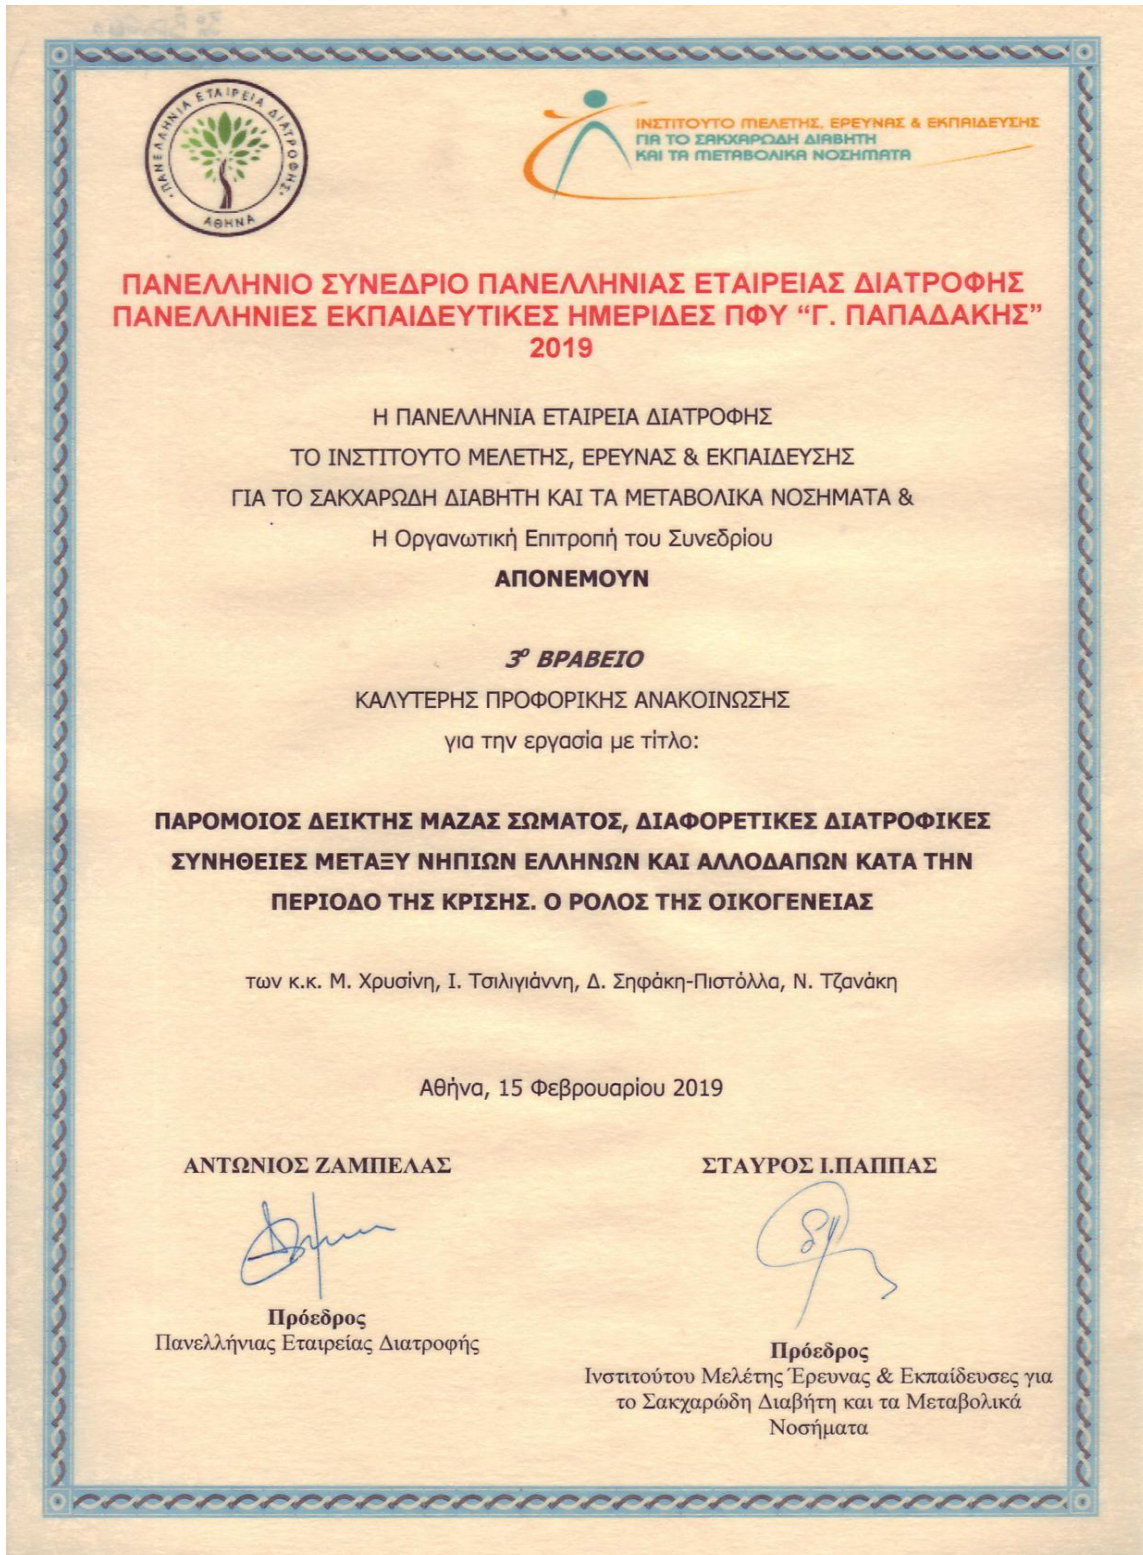 ΠΑΝΕΛΛΗΝΙΑ ΕΤΑΙΡΕΙΑ ΔΙΑΤΡΟΦΗΣ
ΑΘΗΝΑ
ΙΝΣΤΙΤΟΥΤΟ ΜΕΛΕΤΗΣ, ΕΡΕΥΝΑΣ & ΕΚΠΑΙΔΕΥΣΗΣ
ΓΙΑ ΤΟ ΣΑΚΧΑΡΩΔΗ ΔΙΑΒΗΤΗ
ΚΑΙ ΤΑ ΜΕΤΑΒΟΛΙΚΑ ΝΟΣΗΜΑΤΑ
ΠΑΝΕΛΛΗΝΙΟ ΣΥΝΕΔΡΙΟ ΠΑΝΕΛΛΗΝΙΑΣ ΕΤΑΙΡΕΙΑΣ ΔΙΑΤΡΟΦΗΣ
ΠΑΝΕΛΛΗΝΙΕΣ ΕΚΠΑΙΔΕΥΤΙΚΕΣ ΗΜΕΡΙΔΕΣ ΠΦΥ “Γ. ΠΑΠΑΔΑΚΗΣ”
2019
Η ΠΑΝΕΛΛΗΝΙΑ ΕΤΑΙΡΕΙΑ ΔΙΑΤΡΟΦΗΣ
ΤΟ ΙΝΣΤΙΤΟΥΤΟ ΜΕΛΕΤΗΣ, ΕΡΕΥΝΑΣ & ΕΚΠΑΙΔΕΥΣΗΣ
ΓΙΑ ΤΟ ΣΑΚΧΑΡΩΔΗ ΔΙΑΒΗΤΗ ΚΑΙ ΤΑ ΜΕΤΑΒΟΛΙΚΑ ΝΟΣΗΜΑΤΑ &
Η Οργανωτική Επιτροπή του Συνεδρίου
ΑΠΟΝΕΜΟΥΝ
3ο ΒΡΑΒΕΙΟ
ΚΑΛΥΤΕΡΗΣ ΠΡΟΦΟΡΙΚΗΣ ΑΝΑΚΟΙΝΩΣΗΣ
για την εργασία με τίτλο:
ΠΑΡΟΜΟΙΟΣ ΔΕΙΚΤΗΣ ΜΑΖΑΣ ΣΩΜΑΤΟΣ, ΔΙΑΦΟΡΕΤΙΚΕΣ ΔΙΑΤΡΟΦΙΚΕΣ
ΣΥΝΗΘΕΙΕΣ ΜΕΤΑΞΥ ΝΗΠΙΩΝ ΕΛΛΗΝΩΝ ΚΑΙ ΑΛΛΟΔΑΠΩΝ ΚΑΤΑ ΤΗΝ
ΠΕΡΙΟΔΟ ΤΗΣ ΚΡΙΣΗΣ. Ο ΡΟΛΟΣ ΤΗΣ ΟΙΚΟΓΕΝΕΙΑΣ
των κ.κ. Μ. Χρυσίνη, Ι. Τσιλιγιάννη, Δ. Σηφάκη-Πιστόλλα, Ν. Τζανάκη
Αθήνα, 15 Φεβρουαρίου 2019
ΑΝΤΩΝΙΟΣ ΖΑΜΠΕΛΑΣ
ΣΤΑΥΡΟΣ Ι.ΠΑΠΠΑΣ
Πρόεδρος
Πανελλήνιας Εταιρείας Διατροφής
Πρόεδρος
Ινστιτούτου Μελέτης Έρευνας & Εκπαίδευσες για
το Σακχαρώδη Διαβήτη και τα Μεταβολικά
Νοσήματα